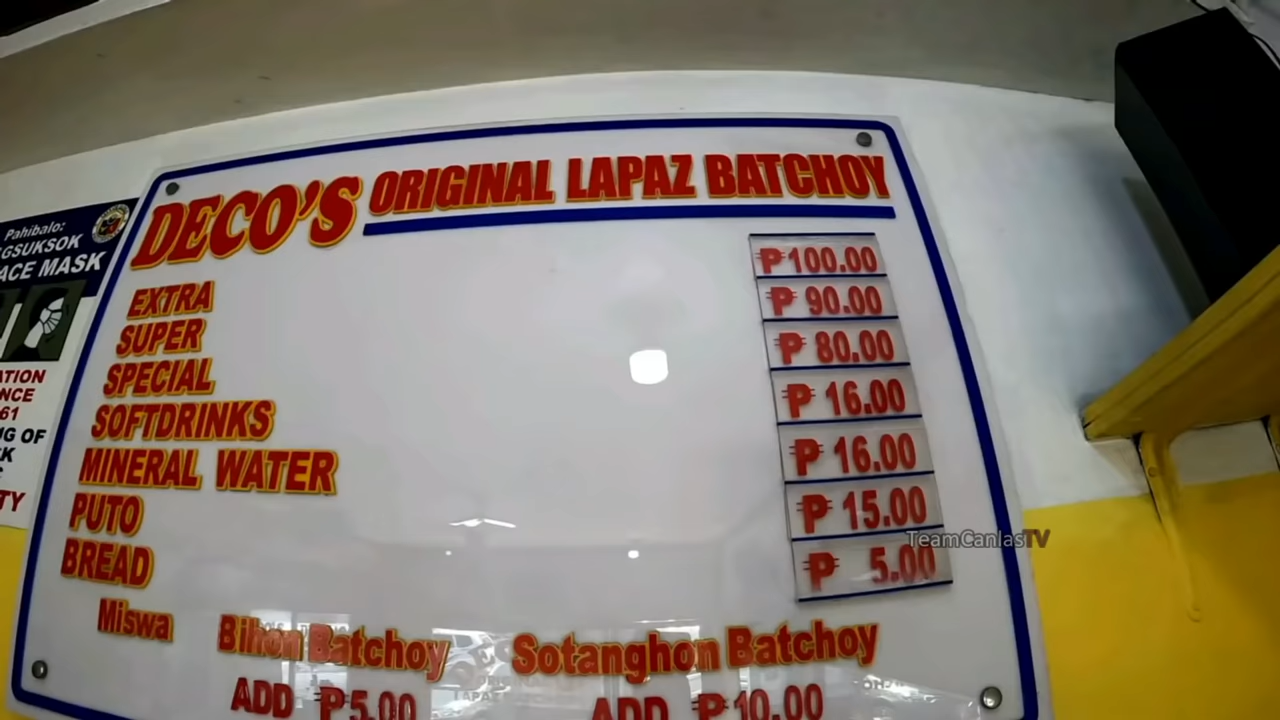 DECO'S ORIGINAL LAPAZ BATCHOY
EXTRA ₱100.00
SUPER ₱ 90.00
SPECIAL ₱ 80.00
SOFTDRINKS ₱ 16.00
MINERAL WATER ₱ 16.00
PUTO ₱ 15.00
BREAD ₱ 5.00
Miswa Bihon Batchoy Sotanghon Batchoy
ADD ₱5.00 ADD ₱10.00
Pahibalo:
GSUKSOK
ACE MASK
ATION
NCE
61
NG OF
SK
TY
TeamCanlasTV